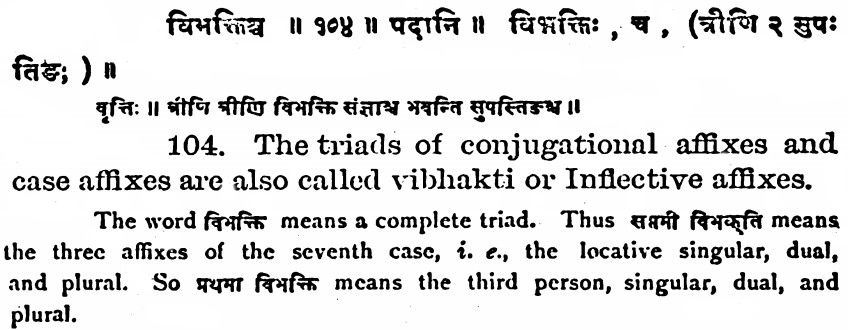 विभक्तिश्च ॥ १०४ ॥ पदानि ॥ विभक्तिः , च , (त्रीणि २ सुपः
तिङः ) ॥
वृत्तिः ॥ त्रीणि त्रीणि विभक्ति संज्ञाश्च भवन्ति सुपस्तिङश्च ॥
104. The triads of conjugational affixes and
case affixes are also called vibhakti or Inflective affixes.
The word विभक्ति means a complete triad. Thus सप्तमी विभक्ति means
the three affixes of the seventh case, i. e., the locative singular, dual,
and plural. So प्रथमा विभक्ति means the third person, singular, dual, and
plural.